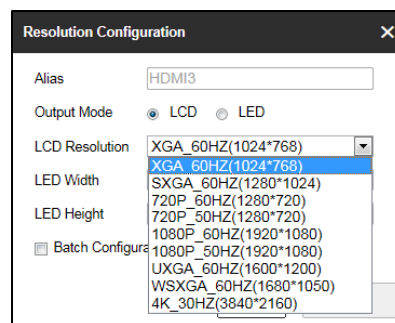 Resolution Configuration
Alias HDMI3
Output Mode LCD LED
LCD Resolution XGA_60HZ(1024*768)
XGA_60HZ(1024*768)
LED Width SXGA_60HZ(1280*1024)
720P_60HZ(1280*720)
LED Height 720P_50HZ(1280*720)
1080P_60HZ(1920*1080)
Batch Configura 1080P_50HZ(1920*1080)
UXGA_60HZ(1600*1200)
WSXGA_60HZ(1680*1050)
4K_30HZ(3840*2160)